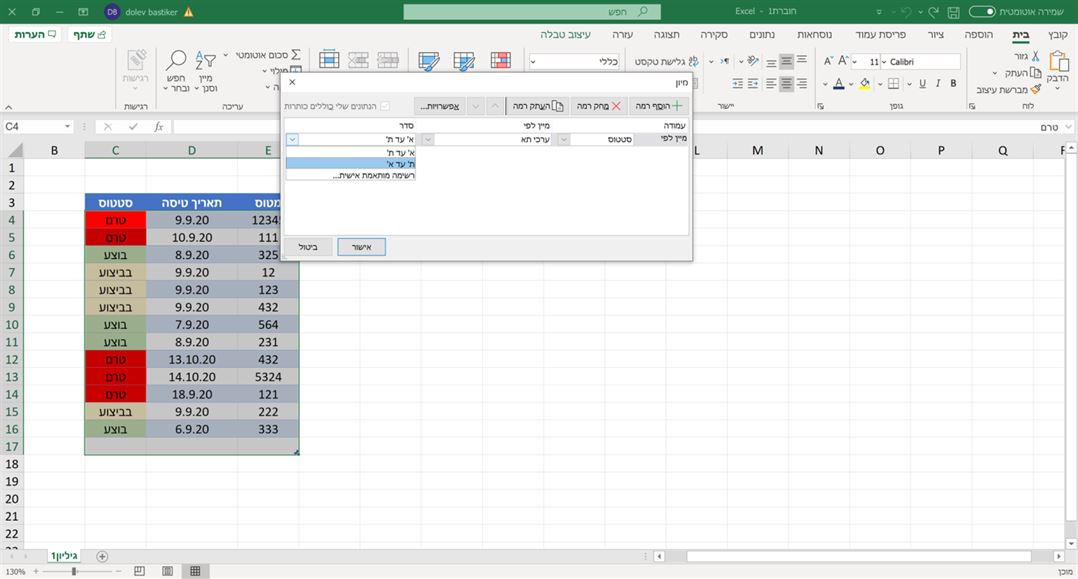 שמירה אוטומטית
חוברת1 - Excel
חיפש
dolev bastiker DB
קובץ בית הוספה ציור פריסת עמוד נוסחאות נתונים סקירה תצוגה עזרה עיצוב טבלה
שתף הערות
הדבק
גזור
העתק
מברשת עיצוב
לוח
Calibri 11
B I U
גופן
גלישת טקסט
יישור
כללי
סכום אוטומטי
מילוי
מיין וסנן
חפש ובחר
עריכה
רגישות
רגישות
C4
fx
טרם
מיון
הוסף רמה
מחק רמה
העתק רמה
אפשרויות...
הנתונים שלי כוללים כותרות
עמודה מיין לפי סדר
מיין לפי סטטוס ערכי תא א' עד ת'
א' עד ת'
ת' עד א'
רשימה מותאמת אישית...
אישור
ביטול
B C D E L M N O P Q
1
2
3 סטטוס תאריך טיסה מטוס
4 טרם 9.9.20 12345
5 טרם 10.9.20 111
6 בוצע 8.9.20 325
7 בביצוע 9.9.20 12
8 בביצוע 9.9.20 123
9 בביצוע 9.9.20 432
10 בוצע 7.9.20 564
11 בוצע 8.9.20 231
12 טרם 13.10.20 432
13 טרם 14.10.20 5324
14 טרם 18.9.20 121
15 בביצוע 9.9.20 222
16 בוצע 6.9.20 333
17
18
19
20
21
22
גיליון1
מוכן
130%